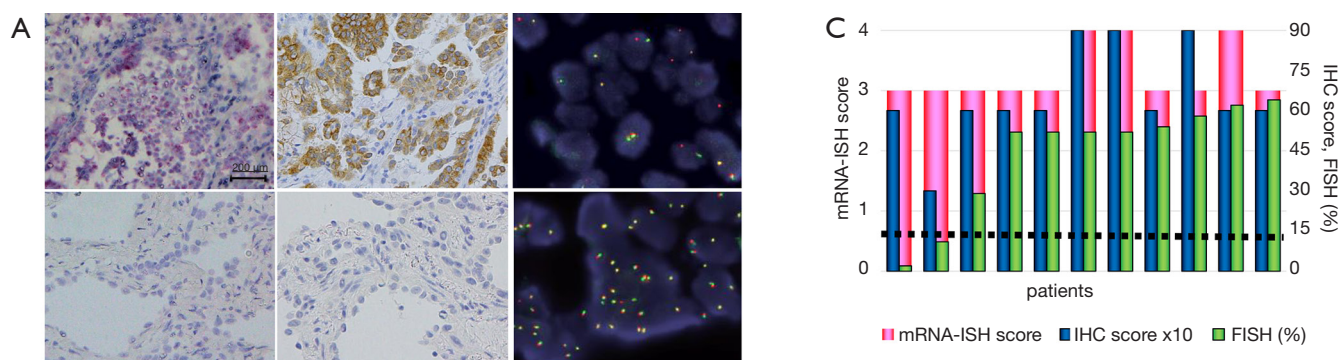 A
200 µm
C
mRNA-ISH score
4
3
2
1
0
90
75
60
45
30
15
0
IHC score, FISH (%)
patients
mRNA-ISH score
IHC score x10
FISH (%)